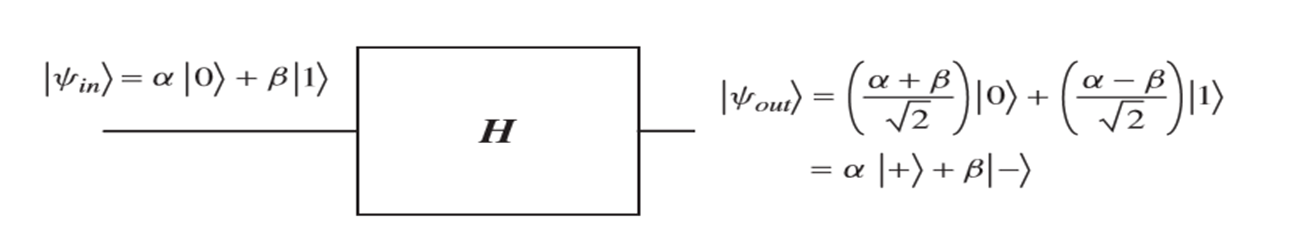 |ψ_in⟩ = α |0⟩ + β|1⟩
H
|ψ_out⟩ = ((α + β)/√2)|0⟩ + ((α − β)/√2)|1⟩
= α |+⟩ + β|−⟩